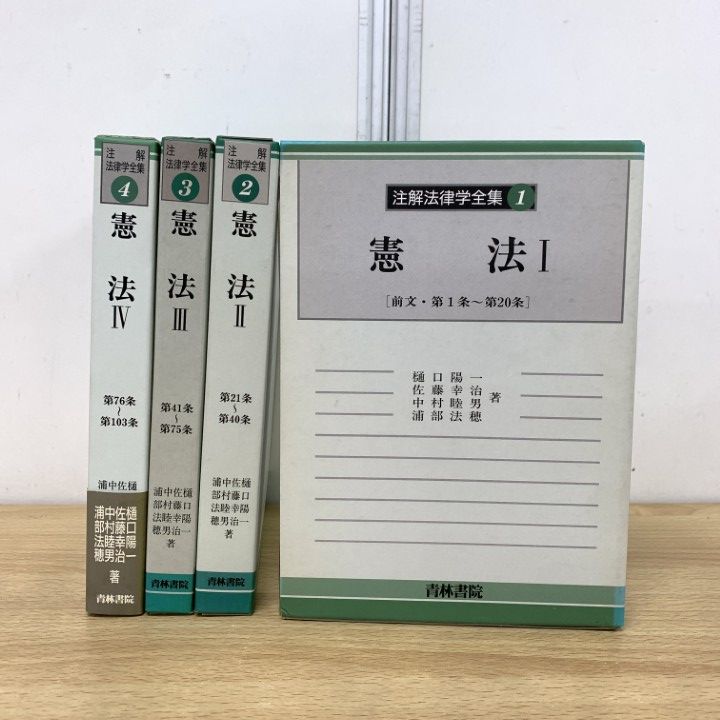 注解
法律学全集
4
憲法 IV
第76条
〜
第103条
浦中佐樋
樋口陽一
佐藤幸治
中村睦男
浦部法穂
著
青林書院
注解
法律学全集
3
憲法 III
第41条
〜
第75条
樋口陽一
佐藤幸治
中村睦男
浦部法穂
著
青林書院
注解
法律学全集
2
憲法 II
第21条
〜
第40条
樋口陽一
佐藤幸治
中村睦男
浦部法穂
著
青林書院
注解法律学全集 1
憲法 I
[前文・第1条〜第20条]
樋口陽一
佐藤幸治
中村睦男
浦部法穂
著
青林書院